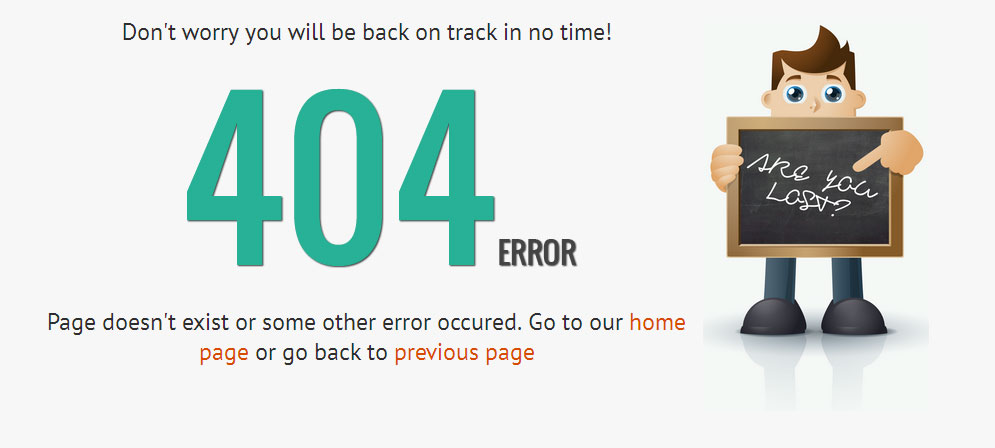 Don't worry you will be back on track in no time!
404 ERROR
ARE YOU
LOST?
Page doesn't exist or some other error occured. Go to our home
page or go back to previous page